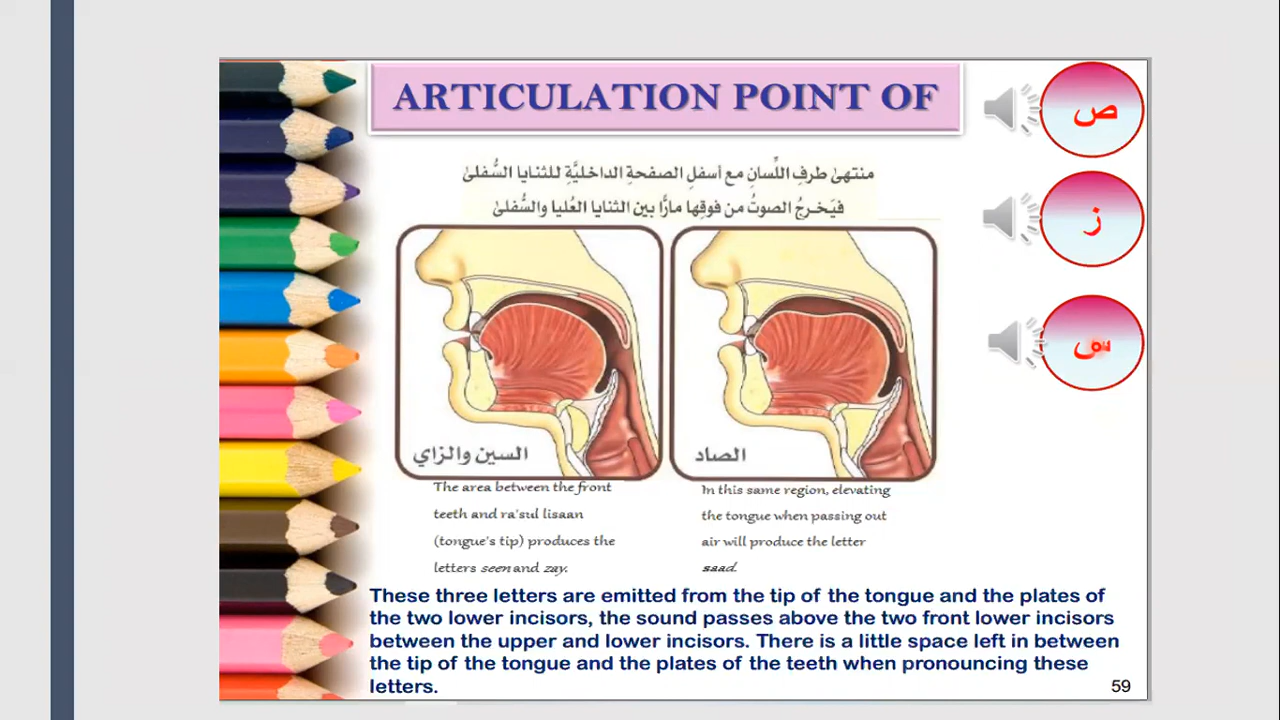 ARTICULATION POINT OF
ص
ز
س
منتهىٰ طرفِ اللِّسانِ مع أسفلِ الصفحةِ الداخليَّةِ للثنايا السُّفلىٰ
فيَخرجُ الصوتُ من فوقِها مارًّا بين الثنايا العُليا والسُّفلىٰ
السين والزاي
The area between the front
teeth and ra'sul lisaan
(tongue's tip) produces the
letters seen and zay.
الصاد
In this same region, elevating
the tongue when passing out
air will produce the letter
saad.
These three letters are emitted from the tip of the tongue and the plates of
the two lower incisors, the sound passes above the two front lower incisors
between the upper and lower incisors. There is a little space left in between
the tip of the tongue and the plates of the teeth when pronouncing these
letters.
59